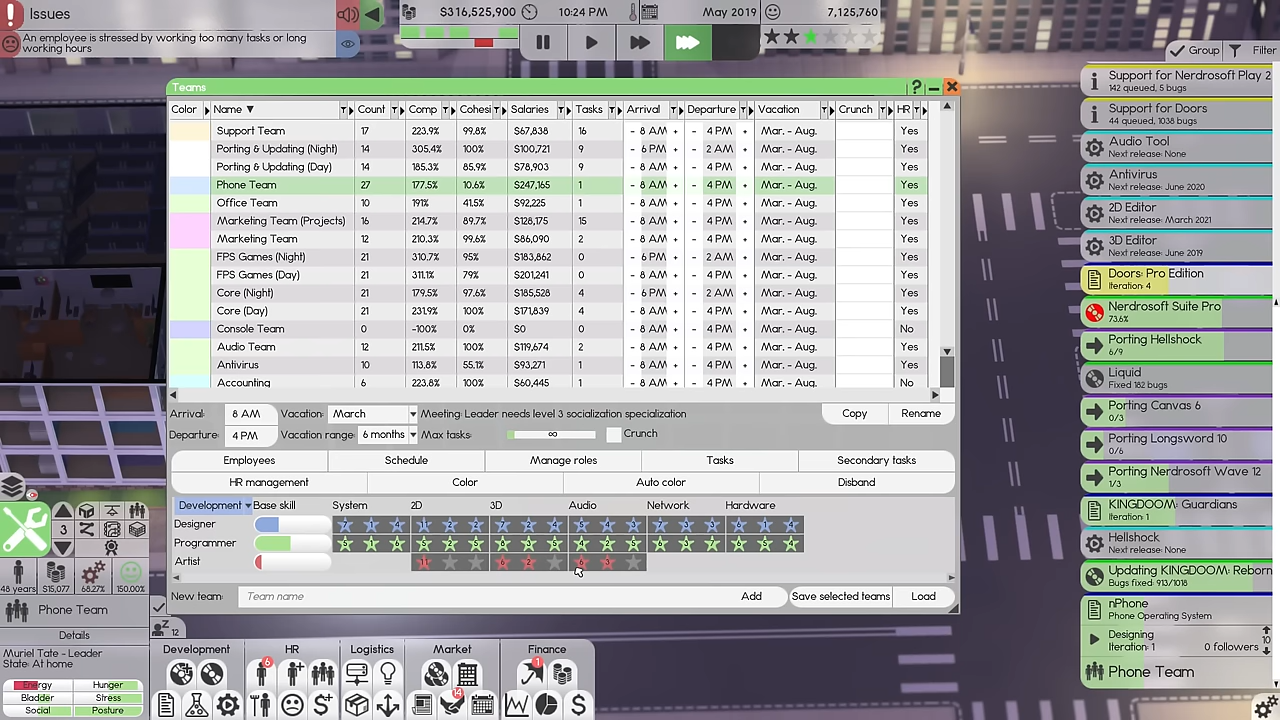 Issues
An employee is stressed by working too many tasks or long
working hours
$316,525,900
10:24 PM
May 2019
7,125,760
Group
Filter
Teams
?
Color Name Count Comp Cohesi Salaries Tasks Arrival Departure Vacation Crunch HR
Support Team 17 223.9% 99.8% $67,838 16 - 8 AM + - 4 PM + Mar. - Aug. Yes
Porting & Updating (Night) 305.4% 100% $100,721 9 - 6 PM + - 2 AM + Mar. - Aug. Yes
Porting & Updating (Day) 14 185.3% 85.9% $78,903 9 - 8 AM + - 4 PM + Mar. - Aug. Yes
Phone Team 27 177.5% 10.6% $247,165 1 - 8 AM + - 4 PM + Mar. - Aug. Yes
Office Team 191% 41.5% $92,225 1 - 8 AM + - 4 PM + Mar. - Aug. Yes
Marketing Team (Projects) 16 214.7% 89.7% $128,175 15 - 8 AM + - 4 PM + Mar. - Aug. Yes
Marketing Team 12 210.3% 99.6% $86,090 2 - 8 AM + - 4 PM + Mar. - Aug. Yes
FPS Games (Night) 21 310.7% 95% $183,862 0 - 6 PM + - 2 AM + Mar. - Aug. Yes
FPS Games (Day) 21 311.1% 79% $201,241 0 - 8 AM + - 4 PM + Mar. - Aug. Yes
Core (Night) 21 179.5% 97.6% $185,528 4 - 6 PM + - 2 AM + Mar. - Aug. Yes
Core (Day) 21 231.9% 100% $171,839 4 - 8 AM + - 4 PM + Mar. - Aug. Yes
Console Team 0 -100% 0% $0 0 - 8 AM + - 4 PM + Mar. - Aug. No
Audio Team 12 211.5% 100% $119,674 2 - 8 AM + - 4 PM + Mar. - Aug. Yes
Antivirus 10 113.8% 55.1% $93,271 1 - 8 AM + - 4 PM + Mar. - Aug. Yes
Accounting 6 223.8% 100% $60,445 1 - 8 AM + - 4 PM + Mar. - Aug. No
Arrival: 8 AM Vacation: March Meeting: Leader needs level 3 socialization specialization Copy Rename
Departure: 4 PM Vacation range: 6 months Max tasks: ∞ Crunch
Employees Schedule Manage roles Tasks Secondary tasks
HR management Color Auto color Disband
Development Base skill System 2D 3D Audio Network Hardware
Designer
Programmer
Artist
New team: Team name Add Save selected teams Load
3
48 years $15,077 68.27% 150.00%
Phone Team
Details
Muriel Tate - Leader
State: At home
Energy Hunger
Bladder Stress
Social Posture
12
Development HR Logistics Market Finance
6
1
14
Support for Nerdrosoft Play 2
142 queued, 5 bugs
Support for Doors
44 queued, 1038 bugs
Audio Tool
Next release: None
Antivirus
Next release: June 2020
2D Editor
Next release: March 2021
3D Editor
Next release: June 2019
Doors: Pro Edition
Iteration: 4
Nerdrosoft Suite Pro
73.6%
Porting Hellshock
6/9
Liquid
Fixed 182 bugs
Porting Canvas 6
0/3
Porting Longsword 10
0/6
Porting Nerdrosoft Wave 12
1/3
KINGDOOM: Guardians
Iteration: 1
Hellshock
Next release: None
Updating KINGDOOM: Reborn
Bugs fixed: 913/1018
nPhone
Phone Operating System
Designing
Iteration: 1
0 followers
10
Phone Team